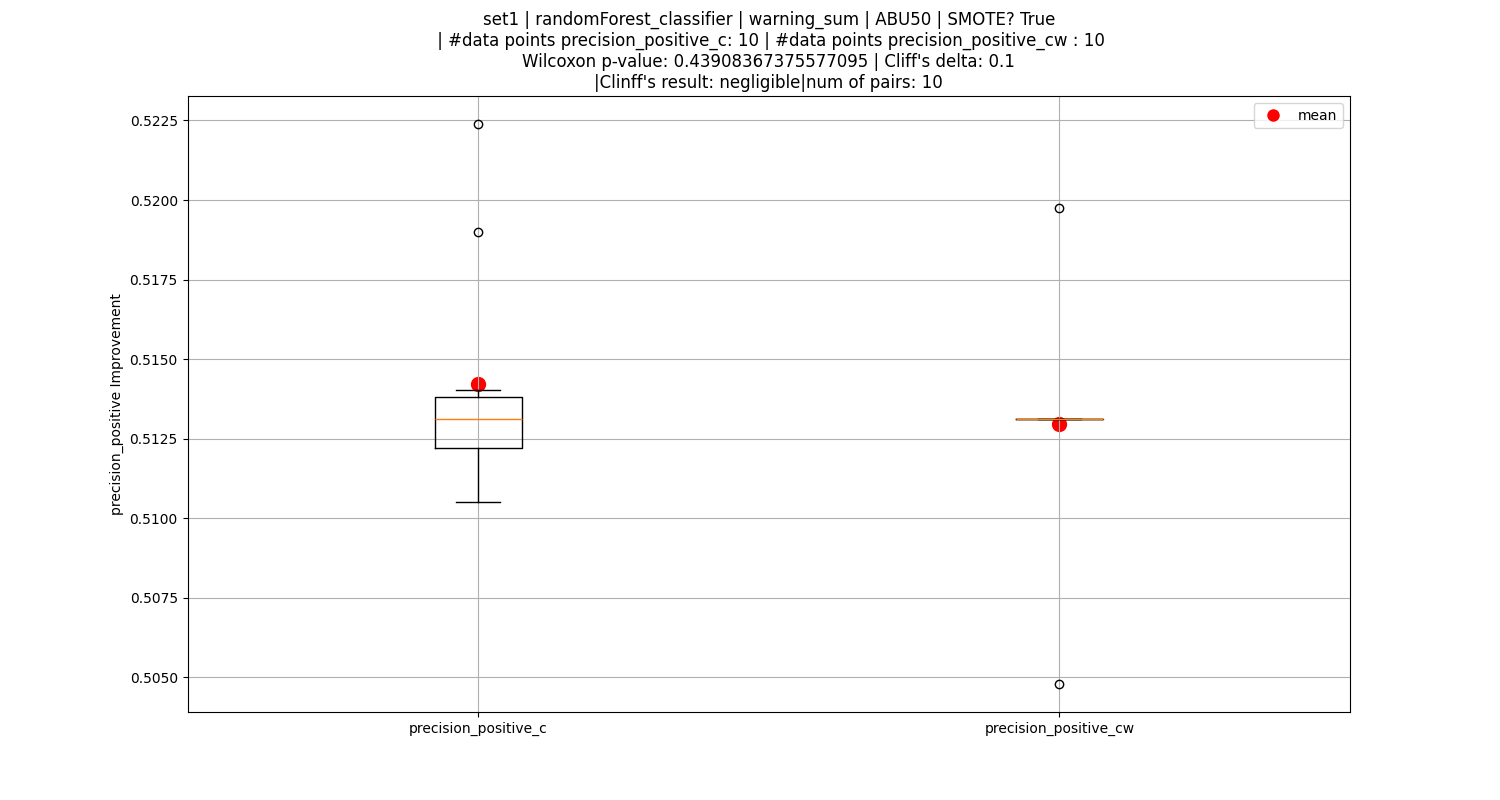 set1 | randomForest_classifier | warning_sum | ABU50 | SMOTE? True
| #data points precision_positive_c: 10 | #data points precision_positive_cw : 10
Wilcoxon p-value: 0.43908367375577095 | Cliff's delta: 0.1
|Clinff's result: negligible|num of pairs: 10
mean
precision_positive Improvement
0.5225
0.5200
0.5175
0.5150
0.5125
0.5100
0.5075
0.5050
precision_positive_c
precision_positive_cw